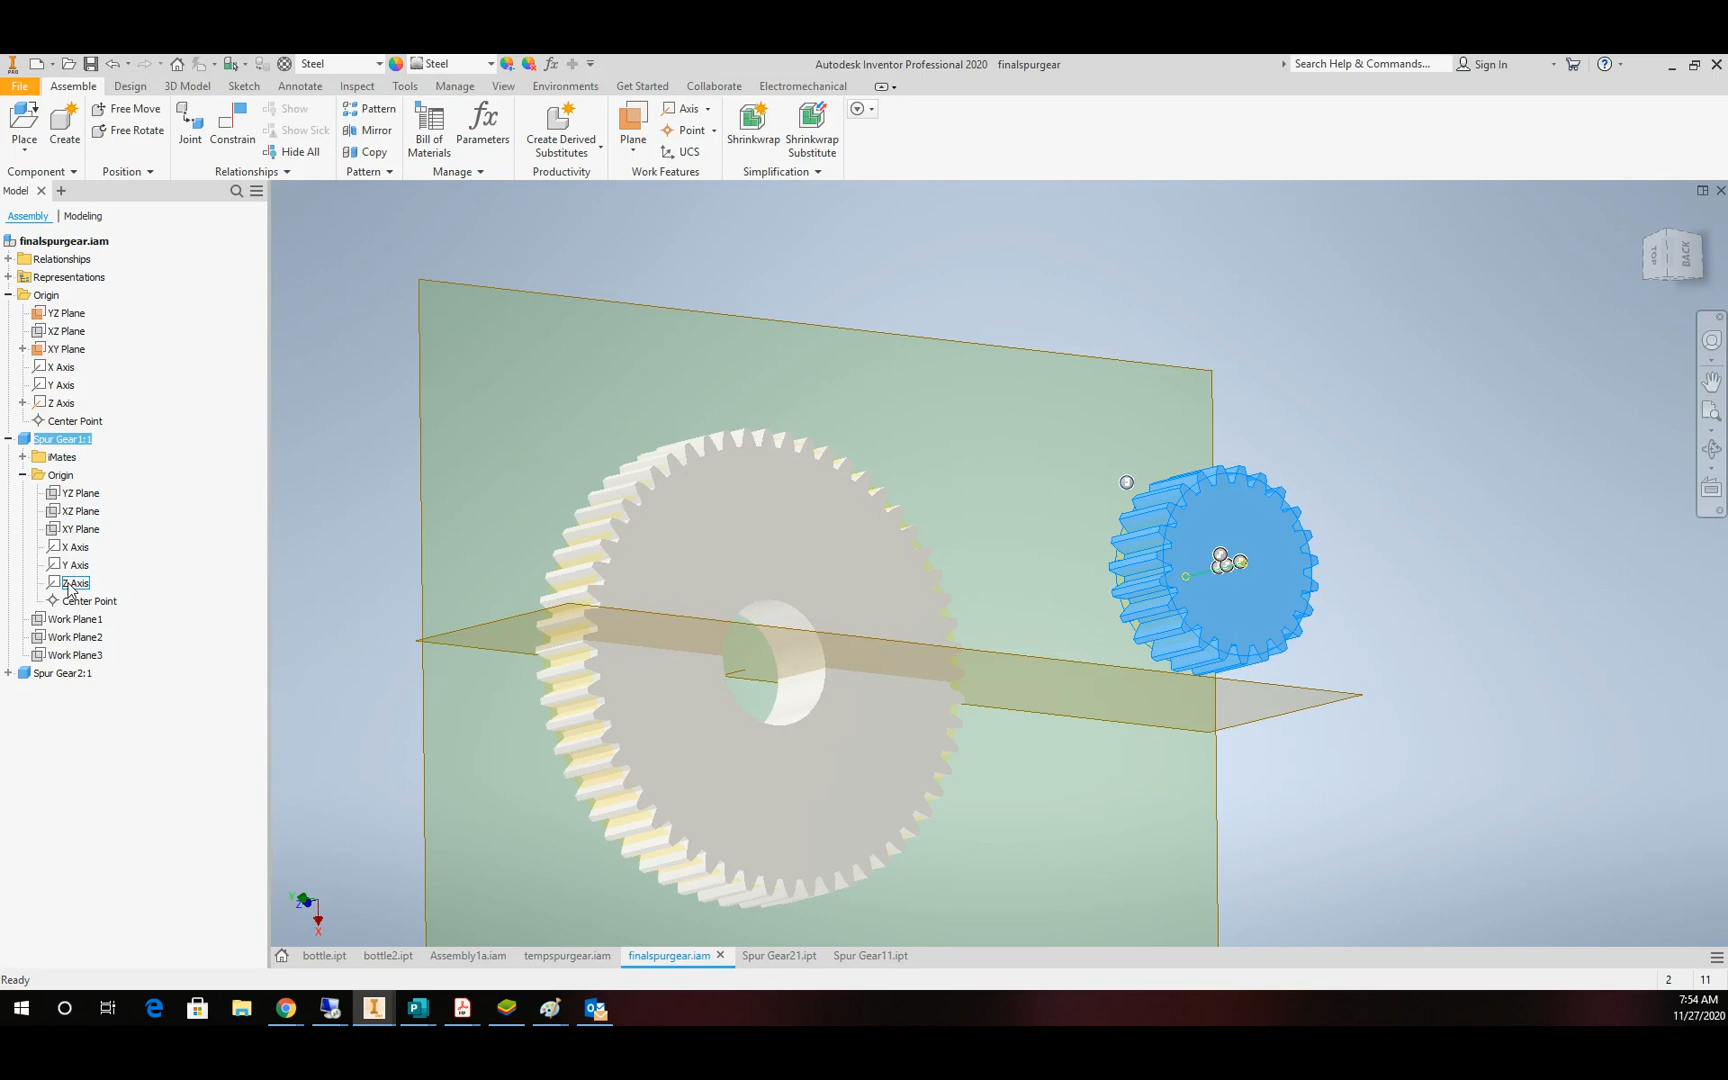 Steel
Steel
Autodesk Inventor Professional 2020 finalspurgear
Search Help & Commands...
Sign In
File
Assemble
Design
3D Model
Sketch
Annotate
Inspect
Tools
Manage
View
Environments
Get Started
Collaborate
Electromechanical
Place
Create
Free Move
Free Rotate
Joint
Constrain
Show
Show Sick
Hide All
Pattern
Mirror
Copy
Bill of
Materials
Parameters
Create Derived
Substitutes
Plane
Axis
Point
UCS
Shrinkwrap
Shrinkwrap
Substitute
Component
Position
Relationships
Pattern
Manage
Productivity
Work Features
Simplification
Model
Assembly
Modeling
finalspurgear.iam
Relationships
Representations
Origin
YZ Plane
XZ Plane
XY Plane
X Axis
Y Axis
Z Axis
Center Point
Spur Gear1:1
iMates
Origin
YZ Plane
XZ Plane
XY Plane
X Axis
Y Axis
Z Axis
Center Point
Work Plane1
Work Plane2
Work Plane3
Spur Gear2:1
TOP
BACK
Y
Z
X
bottle.ipt
bottle2.ipt
Assembly1a.iam
tempspurgear.iam
finalspurgear.iam
Spur Gear21.ipt
Spur Gear11.ipt
Ready
2
11
7:54 AM
11/27/2020